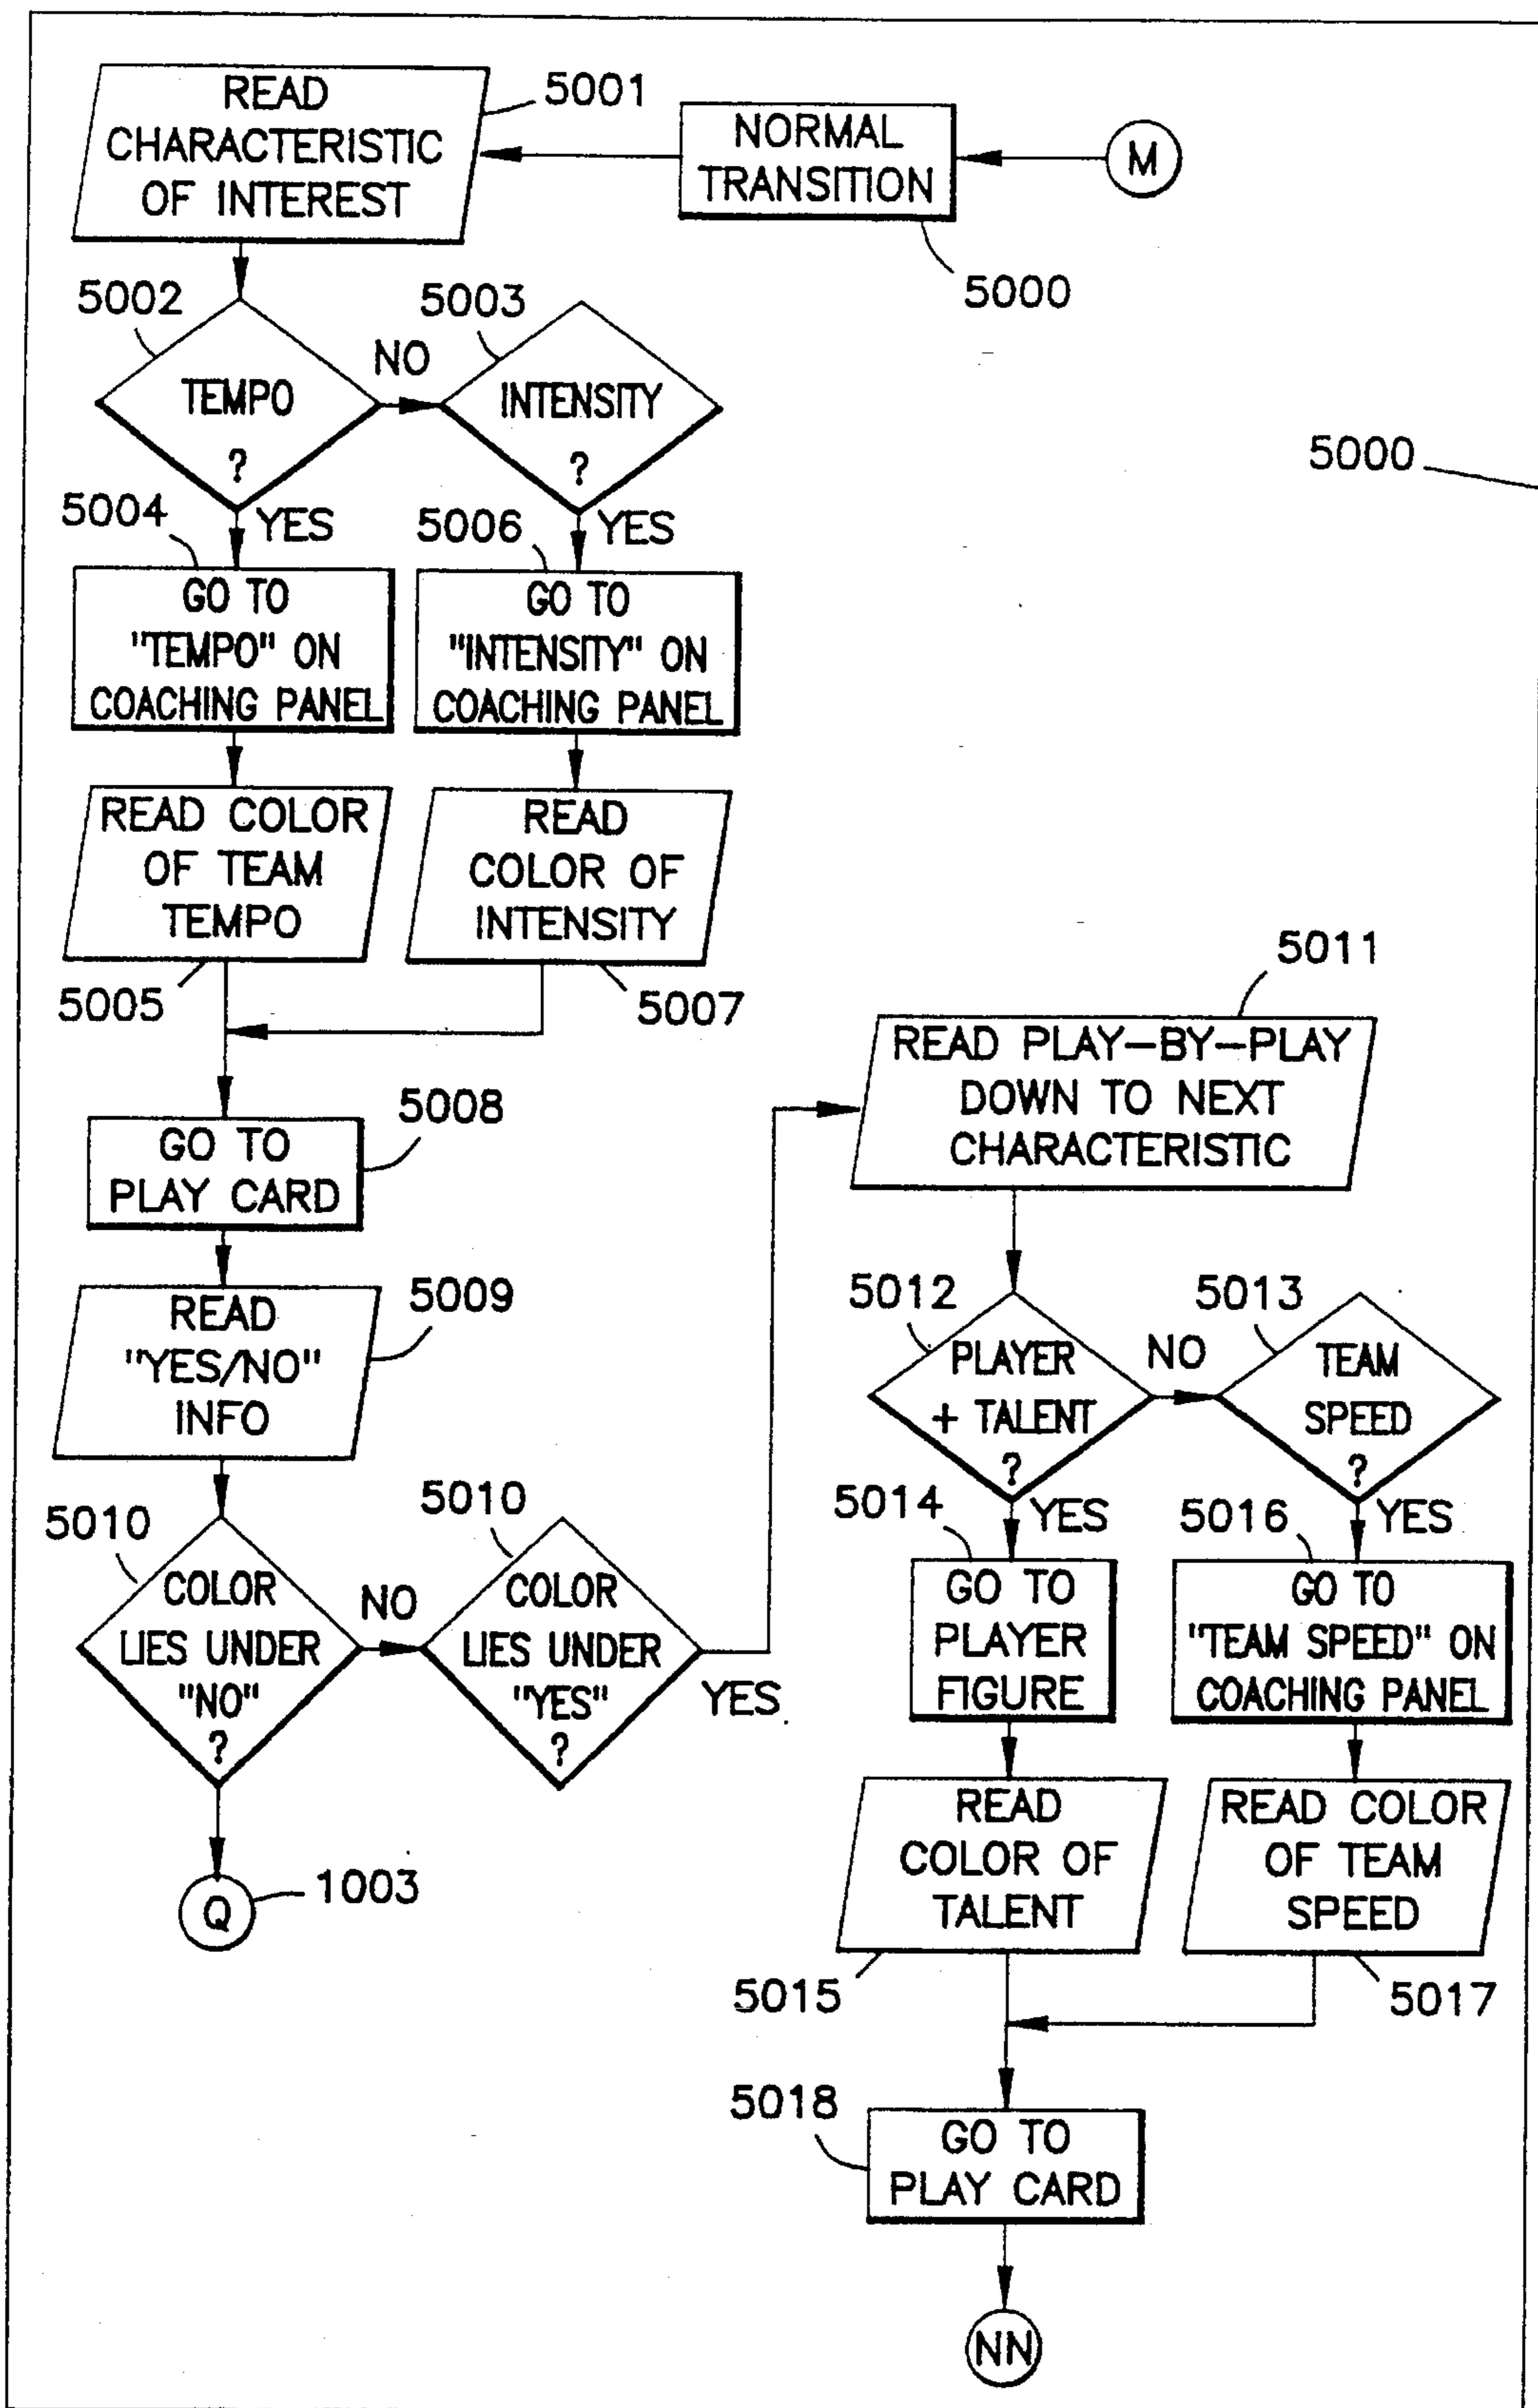 READ
CHARACTERISTIC
OF INTEREST
5001
NORMAL
TRANSITION
M
5000
5002
TEMPO
?
NO
5003
INTENSITY
?
5000
5004
YES
5006
YES
GO TO
"TEMPO" ON
COACHING PANEL
GO TO
"INTENSITY" ON
COACHING PANEL
READ COLOR
OF TEAM
TEMPO
5005
READ
COLOR OF
INTENSITY
5007
GO TO
PLAY CARD
5008
READ
"YES/NO"
INFO
5009
5010
COLOR
LIES UNDER
"NO"
?
NO
5010
COLOR
LIES UNDER
"YES"
?
YES
Q
1003
5011
READ PLAY-BY-PLAY
DOWN TO NEXT
CHARACTERISTIC
5012
PLAYER
+ TALENT
?
NO
5013
TEAM
SPEED
?
5014
YES
5016
YES
GO TO
PLAYER
FIGURE
GO TO
"TEAM SPEED" ON
COACHING PANEL
READ
COLOR OF
TALENT
5015
READ COLOR
OF TEAM
SPEED
5017
5018
GO TO
PLAY CARD
NN